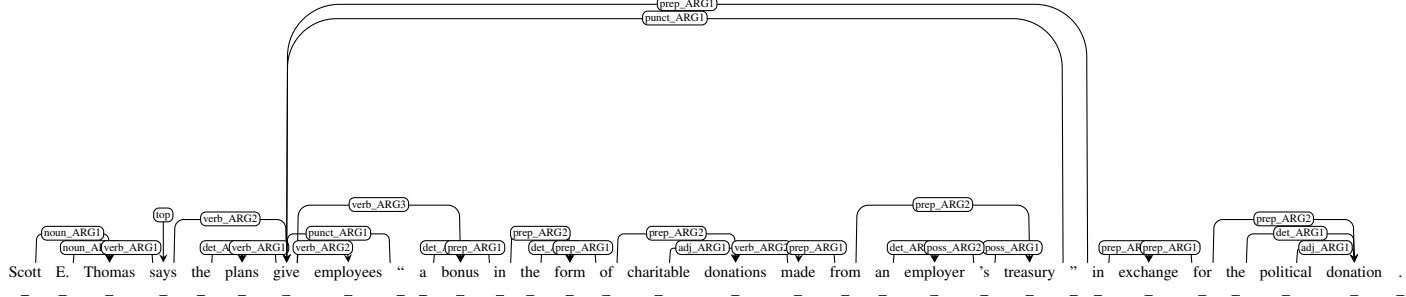 prep_ARG1
punct_ARG1
verb_ARG3 prep_ARG2
top verb_ARG2 prep_ARG2
noun_ARG1 punct_ARG1 prep_ARG2 prep_ARG2 det_ARG1
verb_ARG1 verb_ARG1 verb_ARG2 prep_ARG1 prep_ARG1 adj_ARG1 verb_ARG2 prep_ARG1 poss_ARG2 poss_ARG1 prep_ARG1 adj_ARG1
Scott E. Thomas says the plans give employees “ a bonus in the form of charitable donations made from an employer 's treasury ” in exchange for the political donation .
_ _ _ _ _ _ _ _ _ _ _ _ _ _ _ _ _ _ _ _ _ _ _ _ _ _ _ _ _ _ _